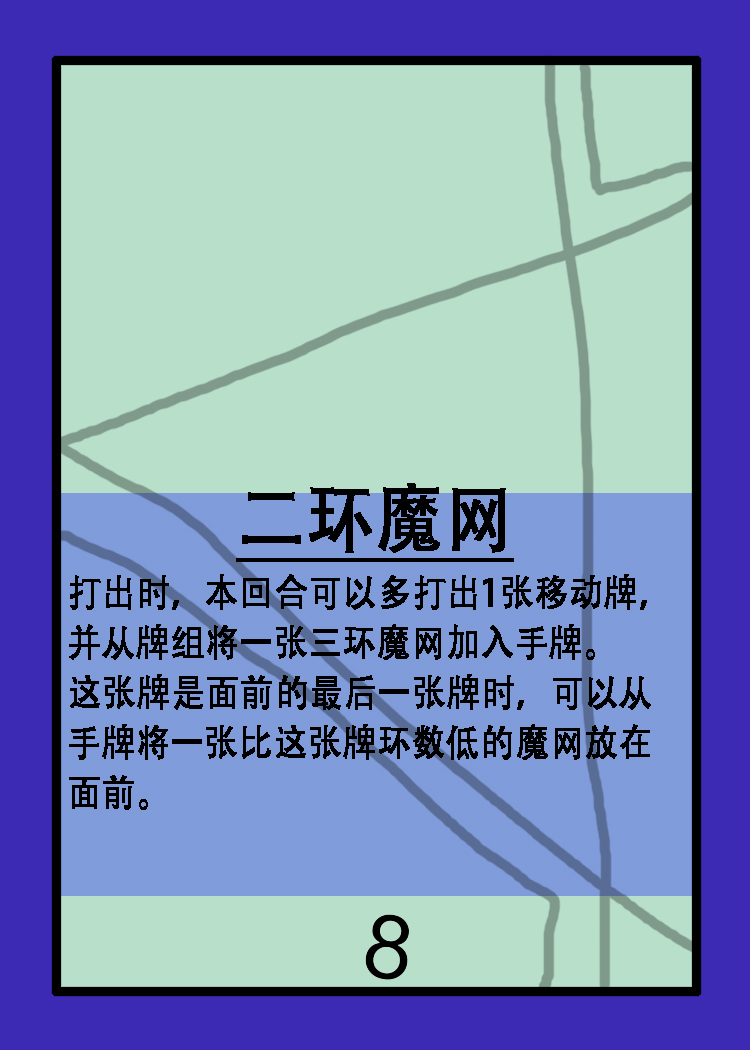 二环魔网
打出时，本回合可以多打出1张移动牌，
并从牌组将一张三环魔网加入手牌。
这张牌是面前的最后一张牌时，可以从
手牌将一张比这张牌环数低的魔网放在
面前。
8